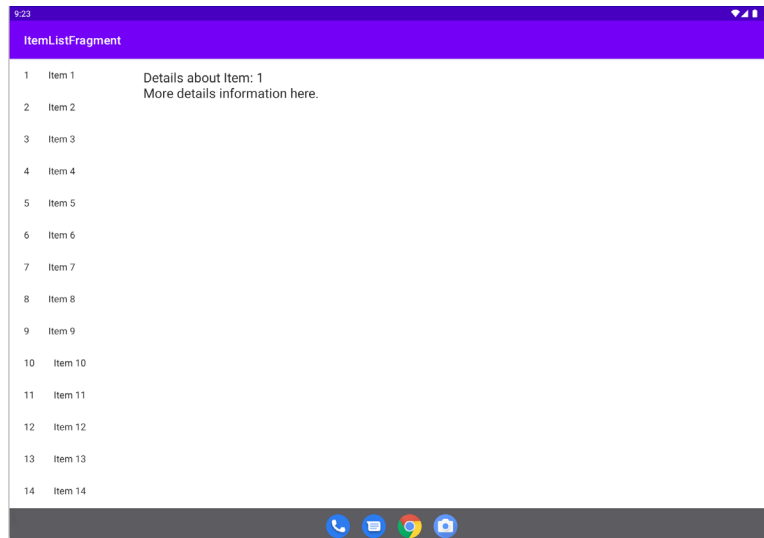 9:23
ItemListFragment
1 Item 1
2 Item 2
3 Item 3
4 Item 4
5 Item 5
6 Item 6
7 Item 7
8 Item 8
9 Item 9
10 Item 10
11 Item 11
12 Item 12
13 Item 13
14 Item 14
Details about Item: 1
More details information here.